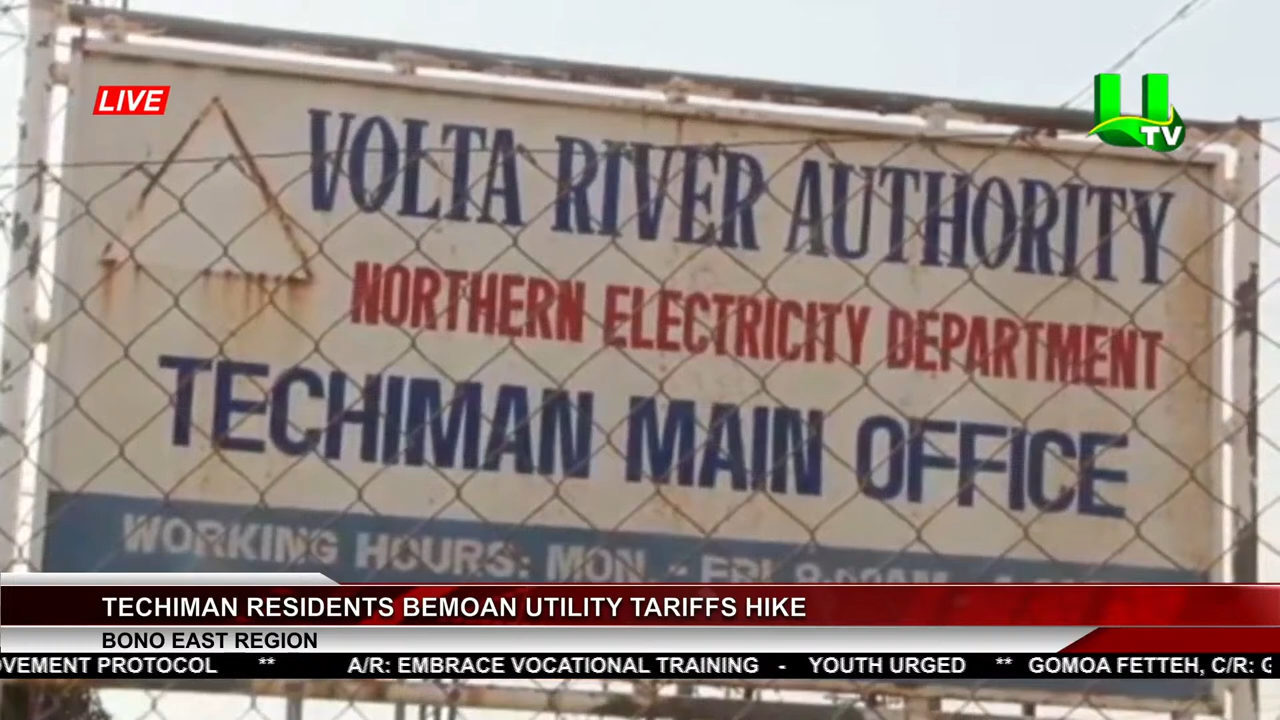 LIVE
U
TV
VOLTA RIVER AUTHORITY
NORTHERN ELECTRICITY DEPARTMENT
TECHIMAN MAIN OFFICE
WORKING HOURS: MON. - FRI.
TECHIMAN RESIDENTS BEMOAN UTILITY TARIFFS HIKE
BONO EAST REGION
OVEMENT PROTOCOL ** A/R: EMBRACE VOCATIONAL TRAINING - YOUTH URGED ** GOMOA FETTEH, C/R: G